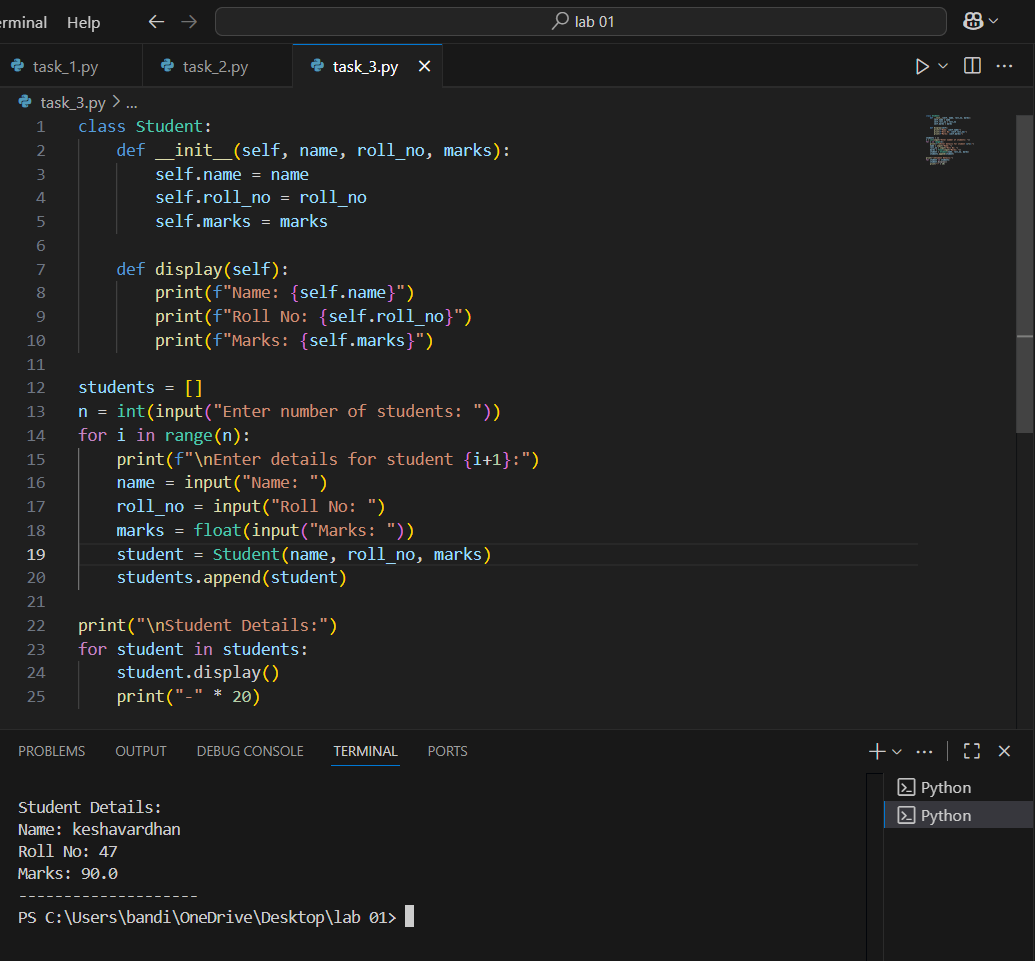 erminal Help lab 01
task_1.py task_2.py task_3.py
task_3.py > ...
1 class Student:
2     def __init__(self, name, roll_no, marks):
3         self.name = name
4         self.roll_no = roll_no
5         self.marks = marks
6
7     def display(self):
8         print(f"Name: {self.name}")
9         print(f"Roll No: {self.roll_no}")
10         print(f"Marks: {self.marks}")
11
12 students = []
13 n = int(input("Enter number of students: "))
14 for i in range(n):
15     print(f"\nEnter details for student {i+1}:")
16     name = input("Name: ")
17     roll_no = input("Roll No: ")
18     marks = float(input("Marks: "))
19     student = Student(name, roll_no, marks)
20     students.append(student)
21
22 print("\nStudent Details:")
23 for student in students:
24     student.display()
25     print("-" * 20)
PROBLEMS OUTPUT DEBUG CONSOLE TERMINAL PORTS
Python
Python
Student Details:
Name: keshavardhan
Roll No: 47
Marks: 90.0
--------------------
PS C:\Users\bandi\OneDrive\Desktop\lab 01>